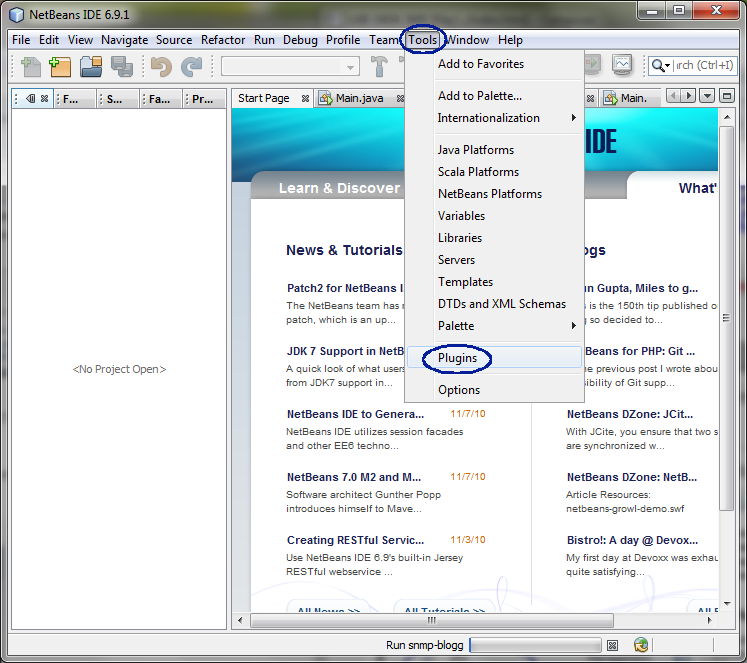 NetBeans IDE 6.9.1
File Edit View Navigate Source Refactor Run Debug Profile Team Tools Window Help
rch (Ctrl+I)
F... S... Fa... Pr... Start Page Main.java Main.
Add to Favorites
Add to Palette...
Internationalization
Java Platforms
Scala Platforms
NetBeans Platforms
Variables
Libraries
Servers
Templates
DTDs and XML Schemas
Palette
Plugins
Options
IDE
Learn & Discover What'
<No Project Open>
News & Tutorials
Patch2 for NetBeans I
The NetBeans team has
patch, which is an up...
JDK 7 Support in NetB
A quick look of what users
from JDK7 support in...
NetBeans IDE to Genera... 11/7/10
NetBeans IDE utilizes session facades
and other EE6 techno...
NetBeans 7.0 M2 and M... 11/7/10
Software architect Gunther Popp
introduces himself to Mave...
Creating RESTful Servic... 11/3/10
Use NetBeans IDE 6.9's built-in Jersey
RESTful webservice ...
All News >> All Tutorials >>
ogs
n Gupta, Miles to g...
s is the 150th tip published o
g so decided to...
Beans for PHP: Git ...
e previous post I wrote abou
sibility of Git supp...
NetBeans DZone: JCit...
With JCite, you ensure that two s
are synchronized w...
NetBeans DZone: NetB...
Article Resources:
netbeans-growl-demo.swf
Bistro!: A day @ Devox...
My first day at Devoxx was exhau
quite satisfying...
Run snmp-blogg